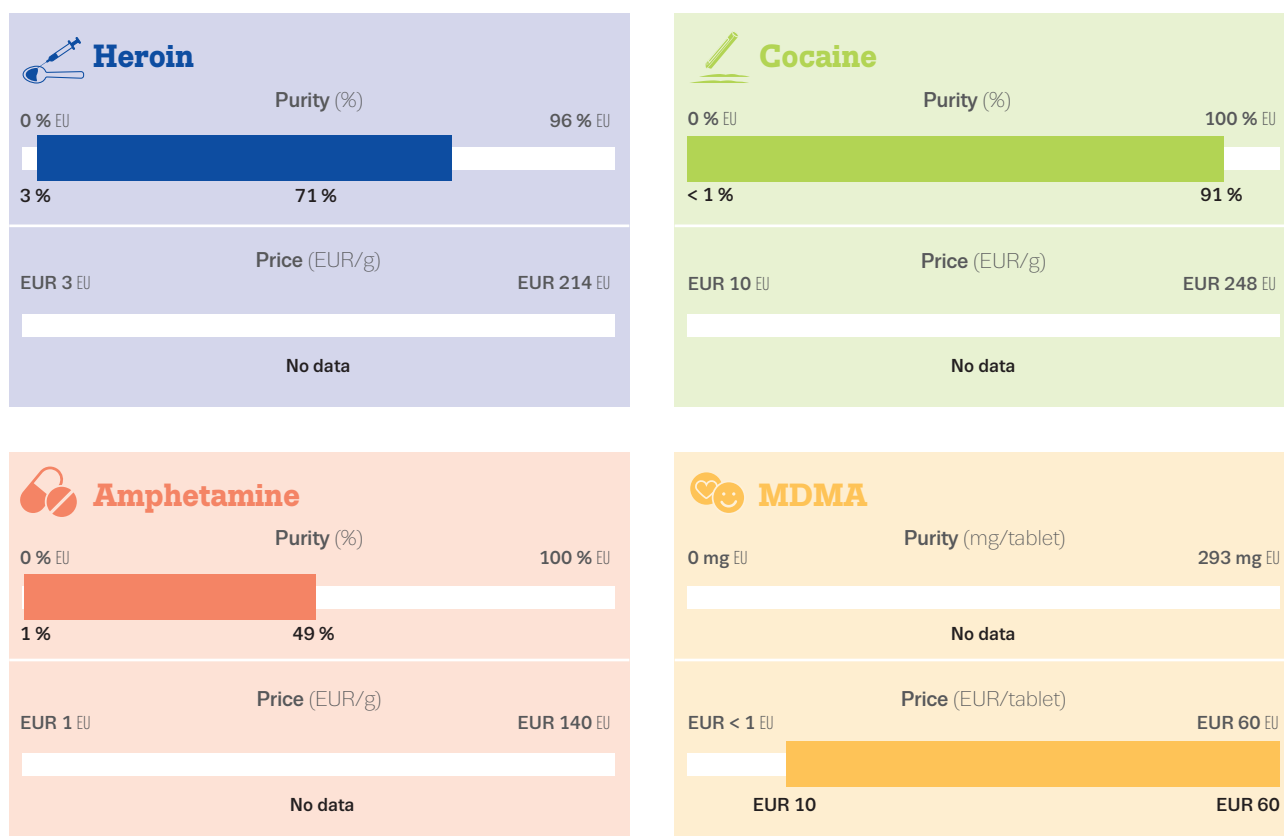 Heroin
Purity (%)
0 % EU 96 % EU
3 % 71 %
Price (EUR/g)
EUR 3 EU EUR 214 EU
No data
Cocaine
Purity (%)
0 % EU 100 % EU
< 1 % 91 %
Price (EUR/g)
EUR 10 EU EUR 248 EU
No data
Amphetamine
Purity (%)
0 % EU 100 % EU
1 % 49 %
Price (EUR/g)
EUR 1 EU EUR 140 EU
No data
MDMA
Purity (mg/tablet)
0 mg EU 293 mg EU
No data
Price (EUR/tablet)
EUR < 1 EU EUR 60 EU
EUR 10 EUR 60